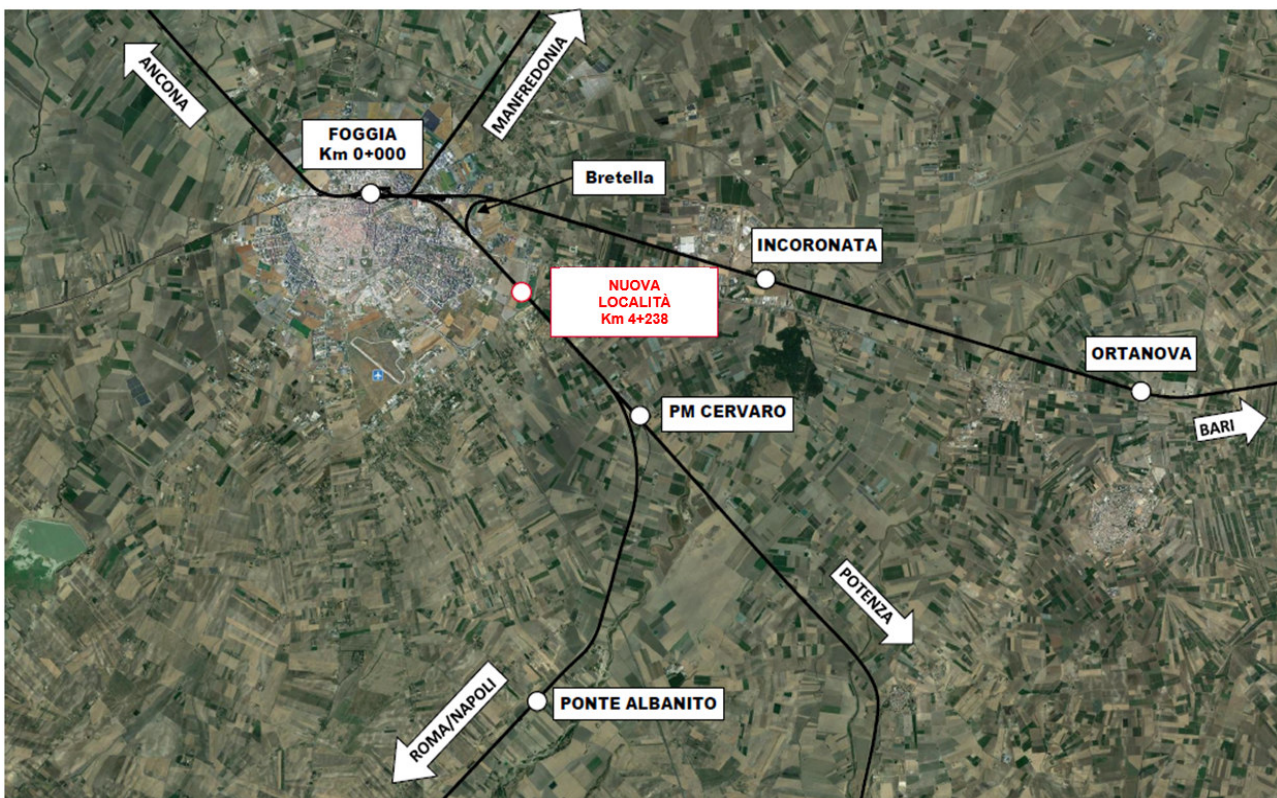 ANCONA
MANFREDONIA
FOGGIA
Km 0+000
Bretella
INCORONATA
NUOVA
LOCALITÀ
Km 4+238
ORTANOVA
BARI
PM CERVARO
POTENZA
ROMA/NAPOLI
PONTE ALBANITO